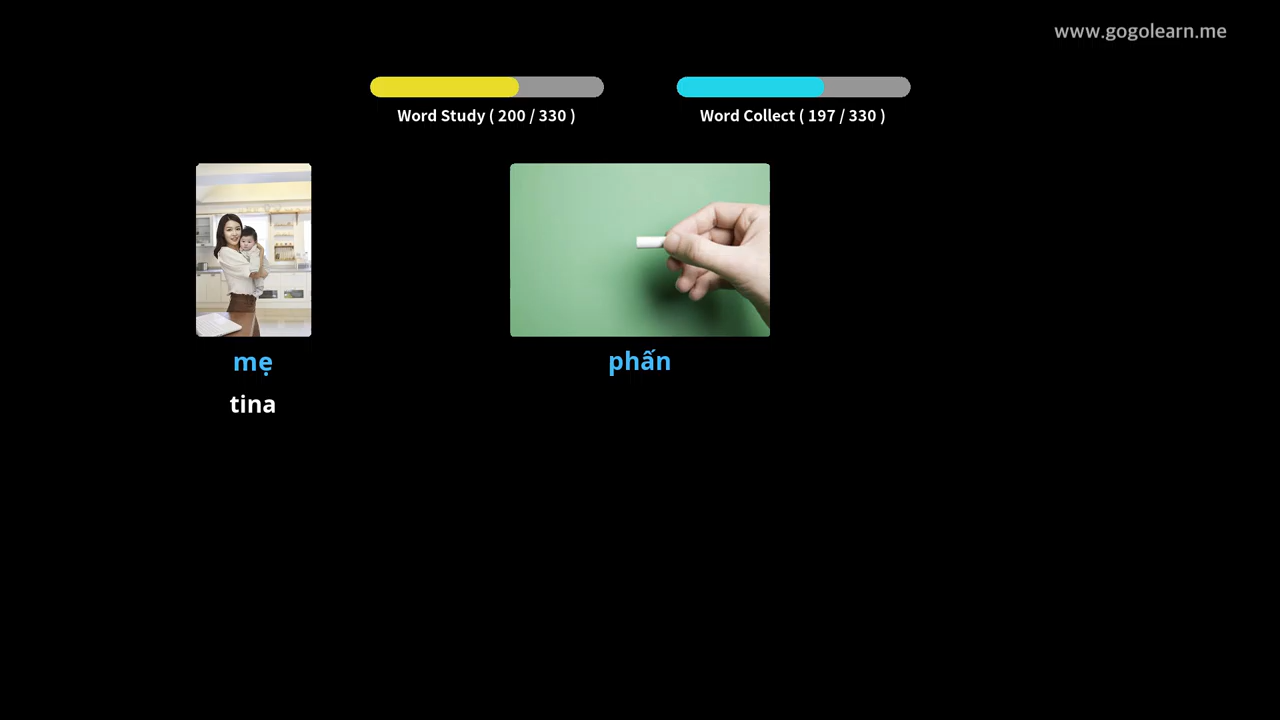 www.gogolearn.me
Word Study ( 200 / 330 )
Word Collect ( 197 / 330 )
mẹ
tina
phấn